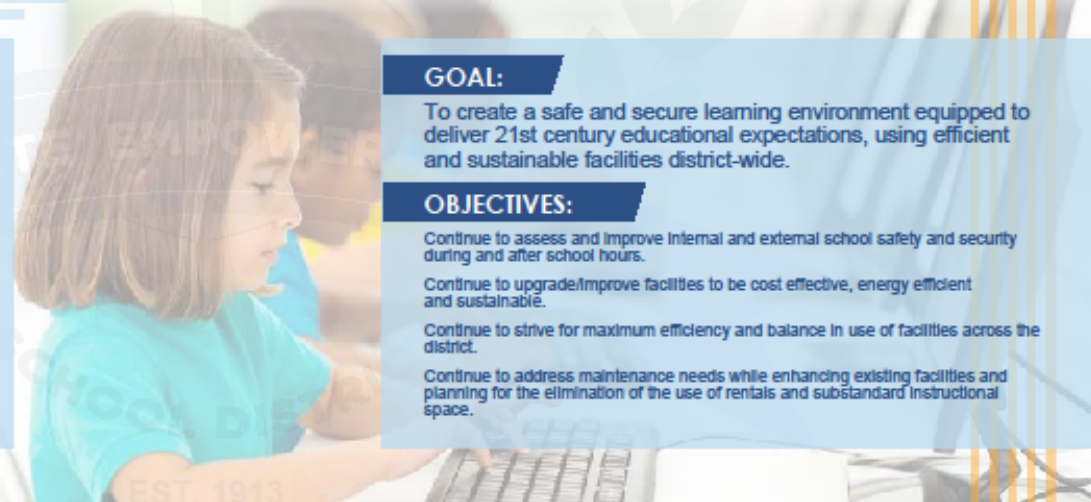 GOAL:
To create a safe and secure learning environment equipped to
deliver 21st century educational expectations, using efficient
and sustainable facilities district-wide.
OBJECTIVES:
Continue to assess and improve internal and external school safety and security
during and after school hours.
Continue to upgrade/improve facilities to be cost effective, energy efficient
and sustainable.
Continue to strive for maximum efficiency and balance in use of facilities across the
district.
Continue to address maintenance needs while enhancing existing facilities and
planning for the elimination of the use of rentals and substandard instructional
space.
SCHOOL DISTRICT
EST 1913